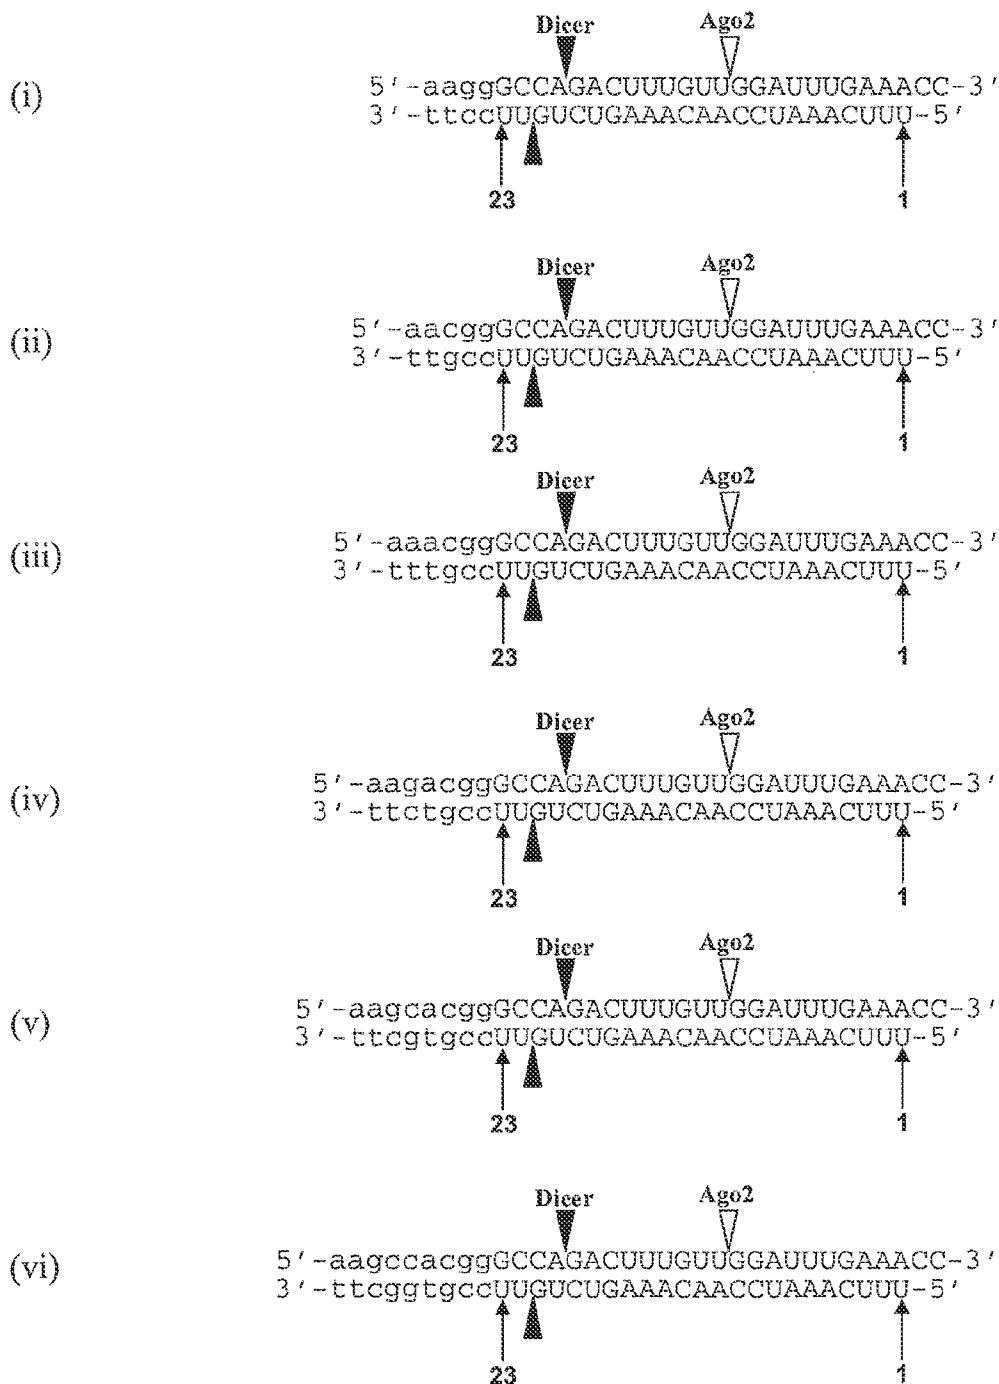 Dicer Ago2
(i)
5'-aaggGCCAGACUUUGUUGGAUUUGAAACC-3'
3'-ttccUUGUCUGAAACAACCUAAACUUU-5'
23 1
Dicer Ago2
(ii)
5'-aacggGCCAGACUUUGUUGGAUUUGAAACC-3'
3'-ttgccUUGUCUGAAACAACCUAAACUUU-5'
23 1
Dicer Ago2
(iii)
5'-aaacggGCCAGACUUUGUUGGAUUUGAAACC-3'
3'-tttgccUUGUCUGAAACAACCUAAACUUU-5'
23 1
Dicer Ago2
(iv)
5'-aagacggGCCAGACUUUGUUGGAUUUGAAACC-3'
3'-ttctgccUUGUCUGAAACAACCUAAACUUU-5'
23 1
Dicer Ago2
(v)
5'-aagcacggGCCAGACUUUGUUGGAUUUGAAACC-3'
3'-ttcgtgccUUGUCUGAAACAACCUAAACUUU-5'
23 1
Dicer Ago2
(vi)
5'-aagccacggGCCAGACUUUGUUGGAUUUGAAACC-3'
3'-ttcggtgccUUGUCUGAAACAACCUAAACUUU-5'
23 1